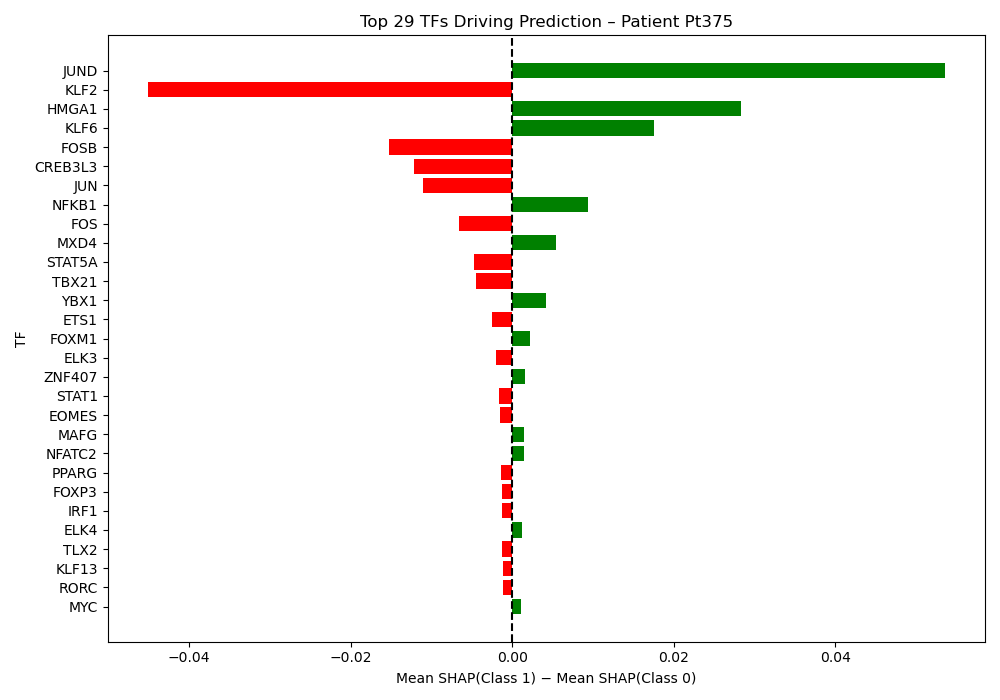 Top 29 TFs Driving Prediction – Patient Pt375
JUND
KLF2
HMGA1
KLF6
FOSB
CREB3L3
JUN
NFKB1
FOS
MXD4
STAT5A
TBX21
YBX1
ETS1
FOXM1
ELK3
ZNF407
STAT1
EOMES
MAFG
NFATC2
PPARG
FOXP3
IRF1
ELK4
TLX2
KLF13
RORC
MYC
TF
−0.04 −0.02 0.00 0.02 0.04
Mean SHAP(Class 1) − Mean SHAP(Class 0)